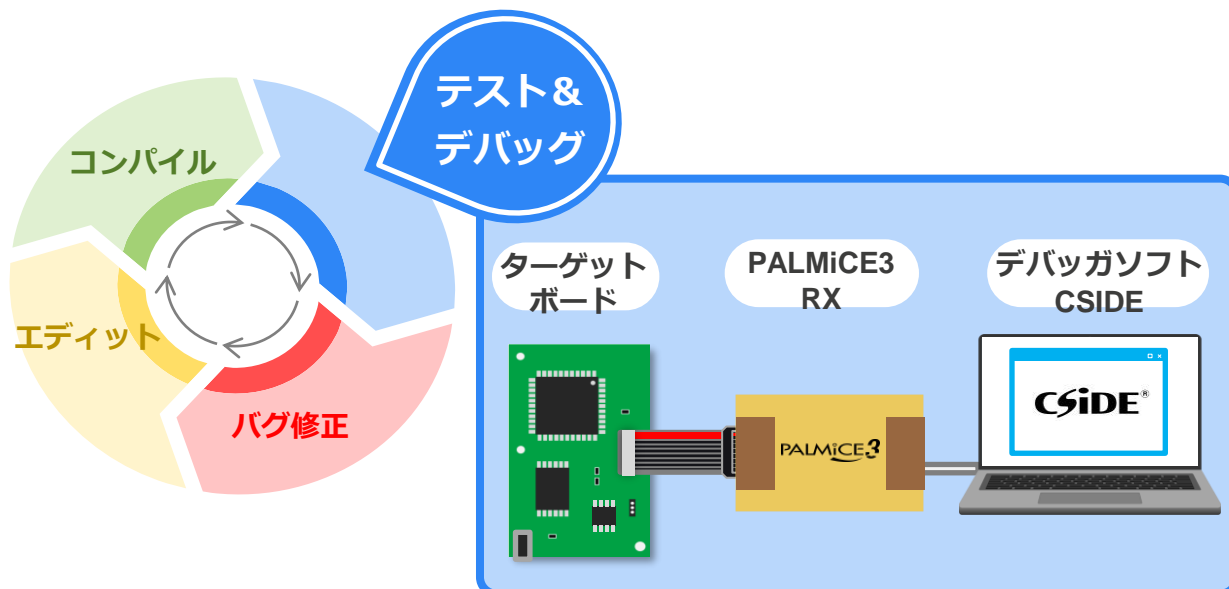 テスト&
デバッグ
コンパイル
エディット
バグ修正
ターゲット
ボード
PALMiCE3
RX
デバッガソフト
CSIDE
PALMiCE3
CSiDE®